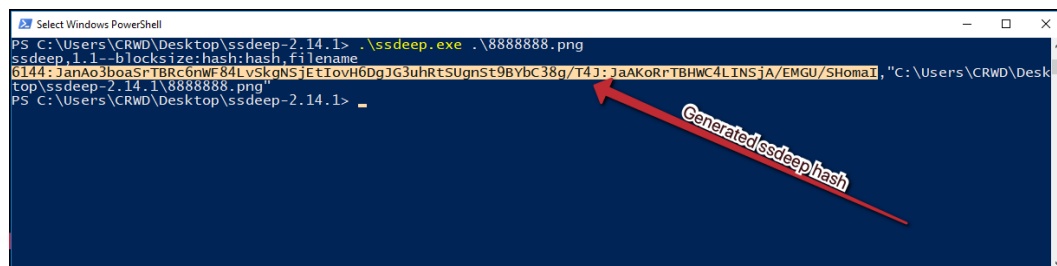 Select Windows PowerShell
PS C:\Users\CRWD\Desktop\ssdeep-2.14.1> .\ssdeep.exe .\8888888.png
ssdeep,1.1--blocksize:hash:hash,filename
6144:JanAo3boaSrTBRc6nWF84LvSkgNSjEtIovH6DgJG3uhRtSUgnSt9BYbC38g/T4J:JaAKoRrTBHWC4LINSjA/EMGU/SHomaI,"C:\Users\CRWD\Desk
top\ssdeep-2.14.1\8888888.png"
PS C:\Users\CRWD\Desktop\ssdeep-2.14.1>
Generated ssdeep hash